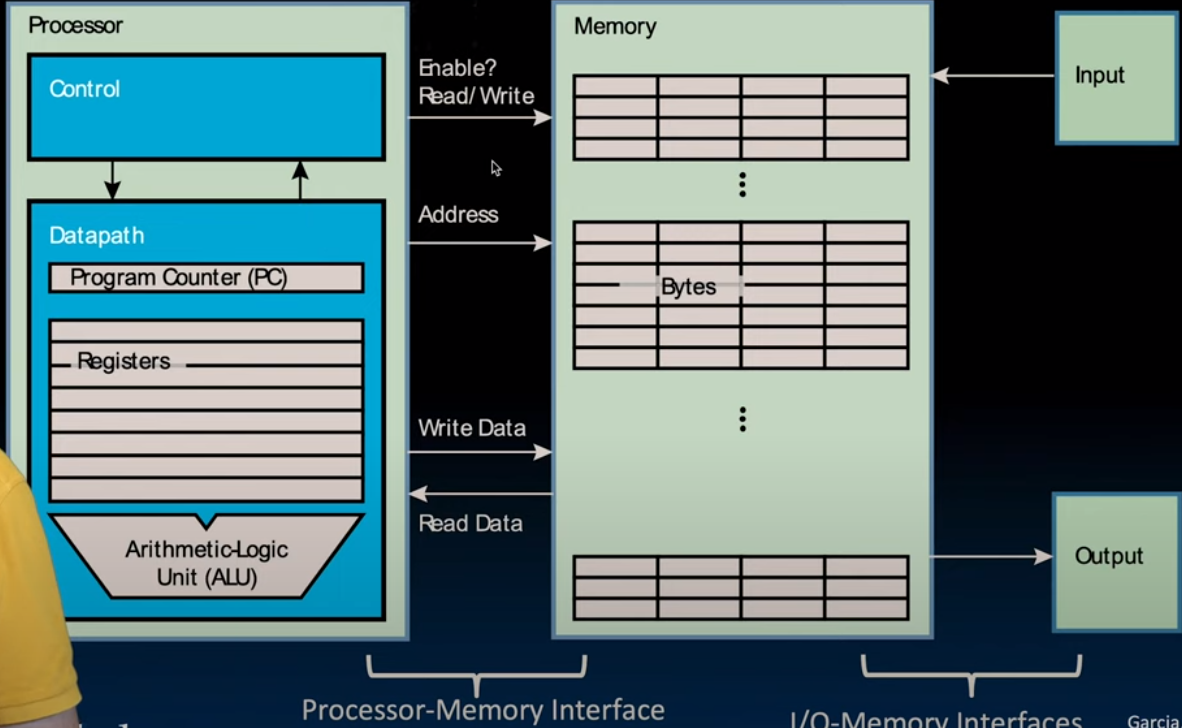 Processor
Control
Datapath
Program Counter (PC)
Registers
Arithmetic-Logic
Unit (ALU)
Enable?
Read/Write
Address
Write Data
Read Data
Memory
Bytes
Input
Output
Processor-Memory Interface
I/O-Memory Interfaces
Garcia